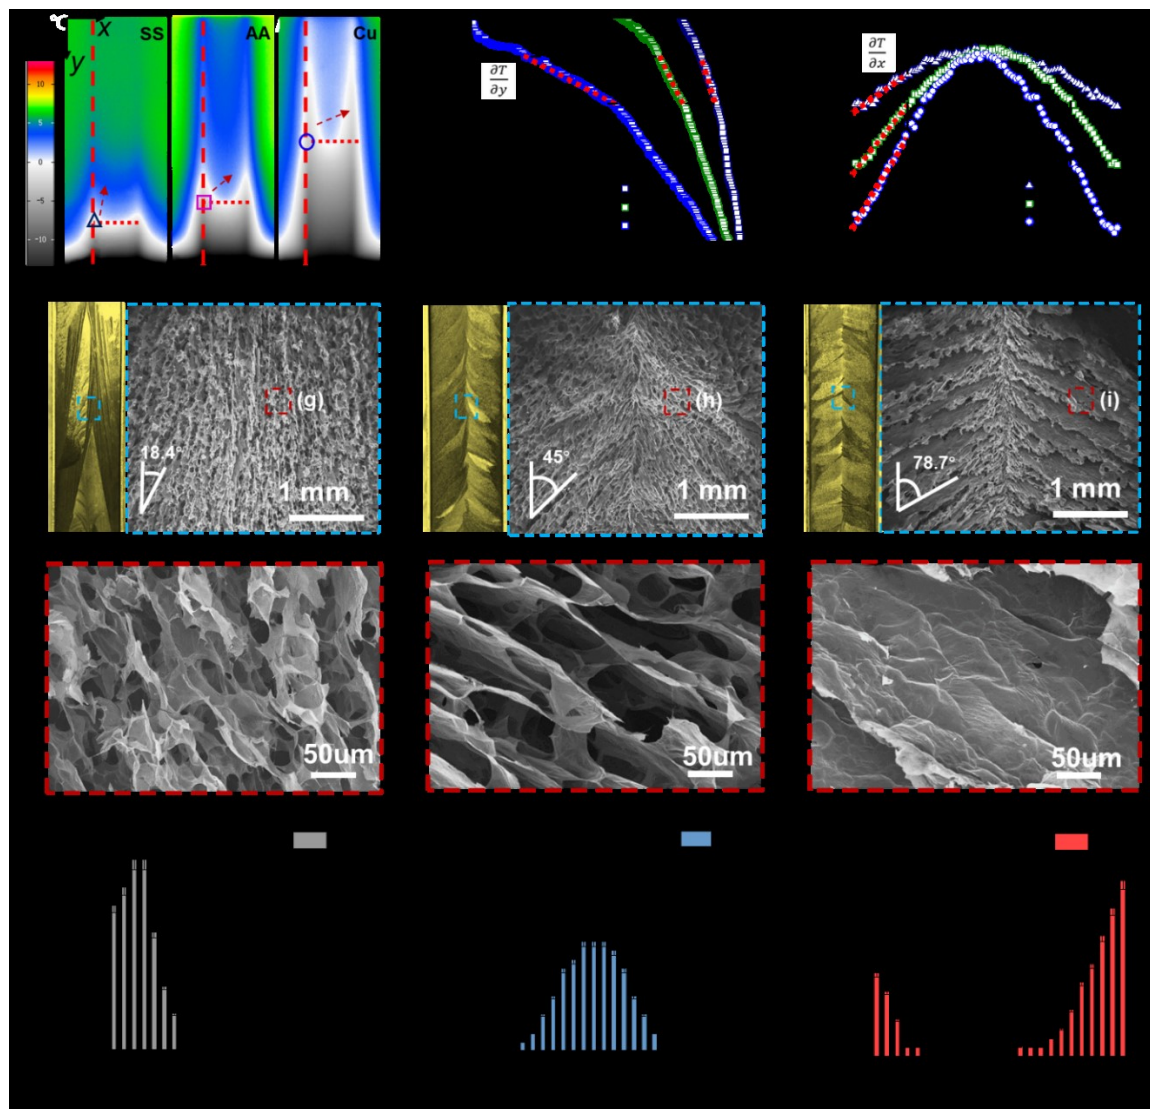 °C
x
SS
AA
Cu
y
10
5
0
-5
-10
∂T
∂y
∂T
∂x
(g)
18.4°
1 mm
(h)
45°
1 mm
(i)
78.7°
1 mm
50um
50um
50um